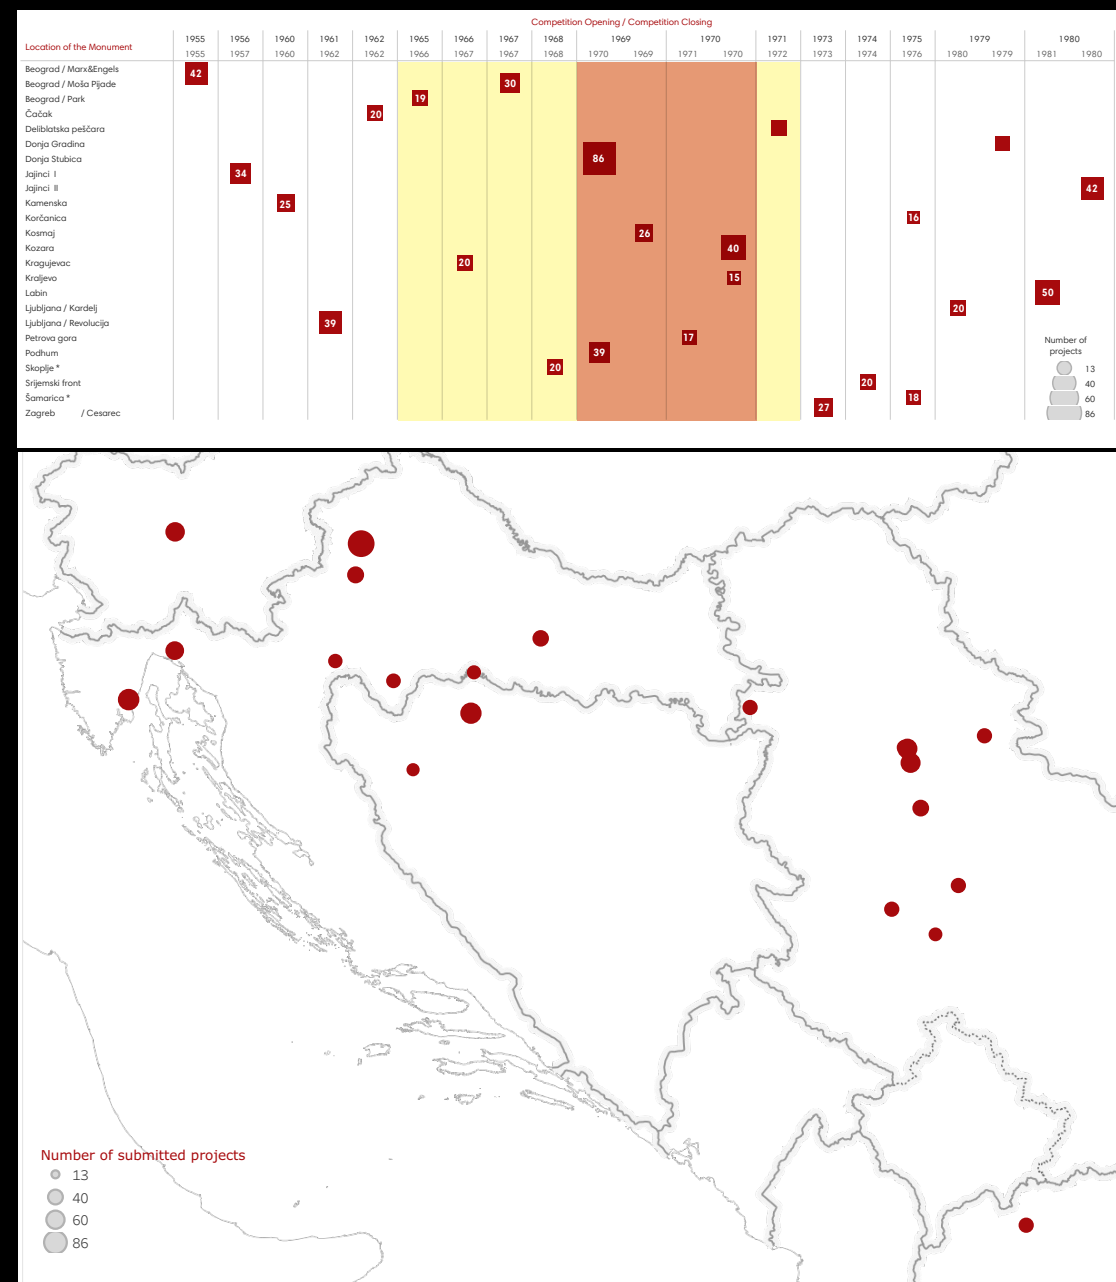 Competition Opening / Competition Closing
Location of the Monument
1955 1956 1960 1961 1962 1965 1966 1967 1968 1969 1970 1971 1973 1974 1975 1979 1980
1955 1957 1960 1962 1962 1966 1967 1967 1968 1970 1969 1971 1970 1972 1973 1974 1976 1980 1979 1981 1980
Beograd / Marx&Engels 42
Beograd / Moša Pijade 30
Beograd / Park 19
Čačak 20
Deliblatska peščara
Donja Gradina
Donja Stubica 86
Jajinci I 34
Jajinci II 42
Kamenska 25
Korčanica 16
Kosmaj 26
Kozara 40
Kragujevac 20
Kraljevo 15
Labin 50
Ljubljana / Kardelj 20
Ljubljana / Revolucija 39
Petrova gora 17
Podhum 39
Skoplje * 20
Srijemski front 20
Šamarica * 18
Zagreb / Cesarec 27
Number of
projects
13
40
60
86
Number of submitted projects
13
40
60
86